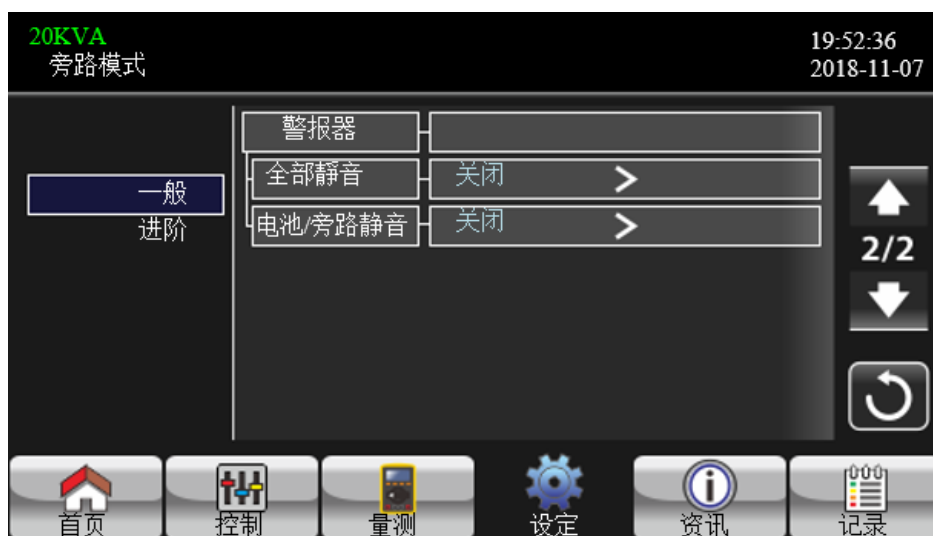 20KVA
旁路模式
19:52:36
2018-11-07
一般
进阶
警报器
全部靜音 关闭
电池/旁路静音 关闭
2/2
首页 控制 量测 设定 资讯 记录